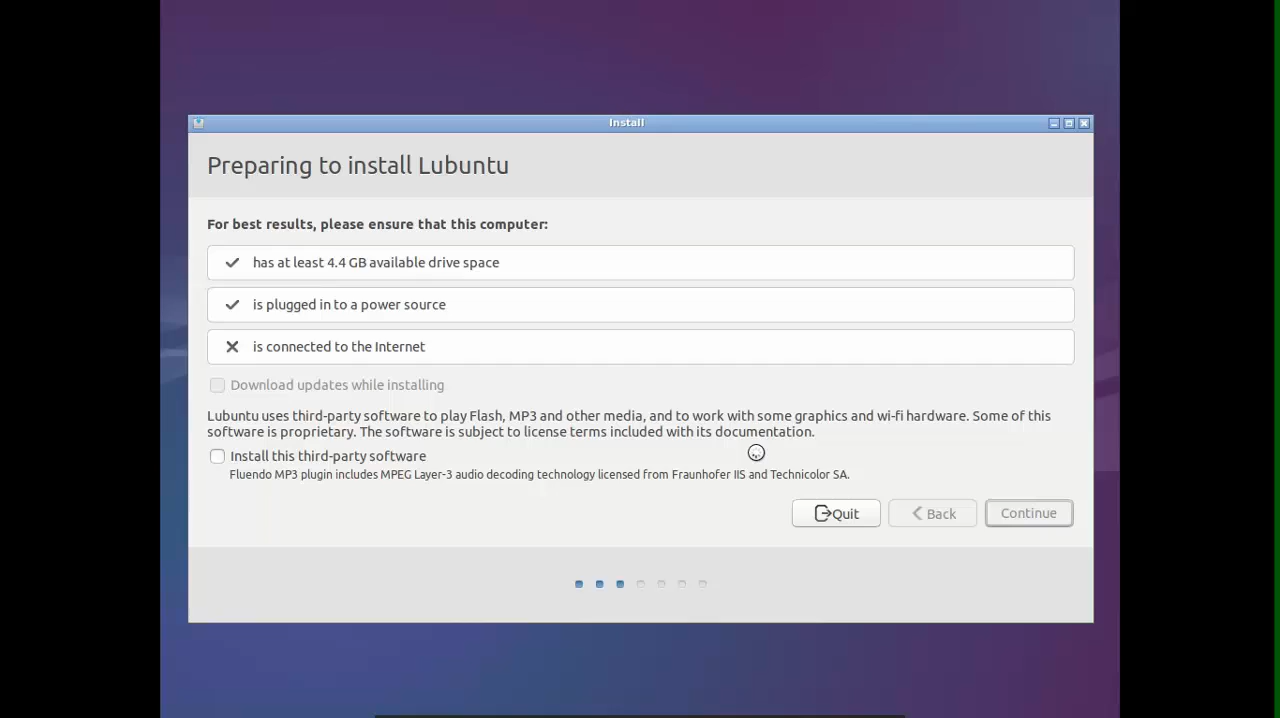 Install
Preparing to install Lubuntu
For best results, please ensure that this computer:
has at least 4.4 GB available drive space
is plugged in to a power source
is connected to the Internet
Download updates while installing
Lubuntu uses third-party software to play Flash, MP3 and other media, and to work with some graphics and wi-fi hardware. Some of this
software is proprietary. The software is subject to license terms included with its documentation.
Install this third-party software
Fluendo MP3 plugin includes MPEG Layer-3 audio decoding technology licensed from Fraunhofer IIS and Technicolor SA.
Quit Back Continue